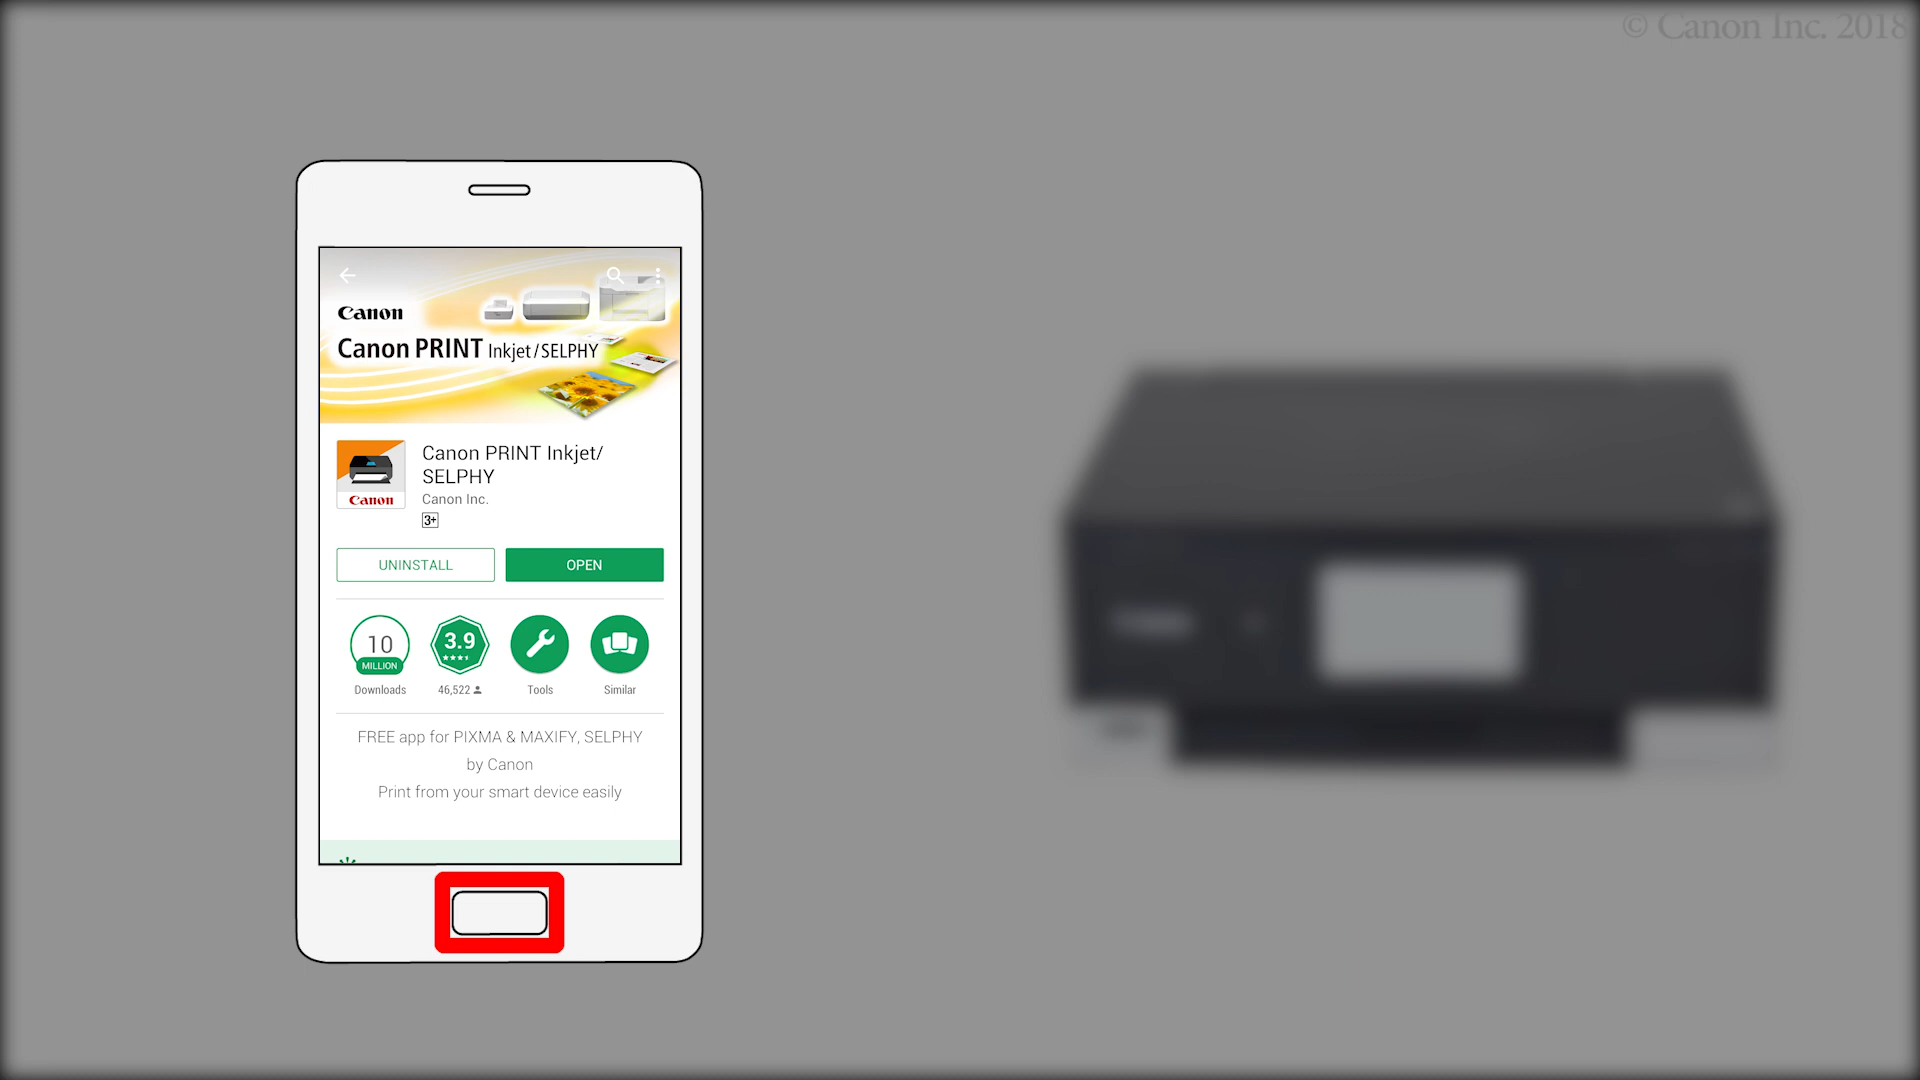 © Canon Inc. 2018
Canon
Canon PRINT Inkjet/SELPHY
Canon
Canon PRINT Inkjet/
SELPHY
Canon Inc.
3+
UNINSTALL
OPEN
10
MILLION
3.9
Downloads
46,522
Tools
Similar
FREE app for PIXMA & MAXIFY, SELPHY
by Canon
Print from your smart device easily